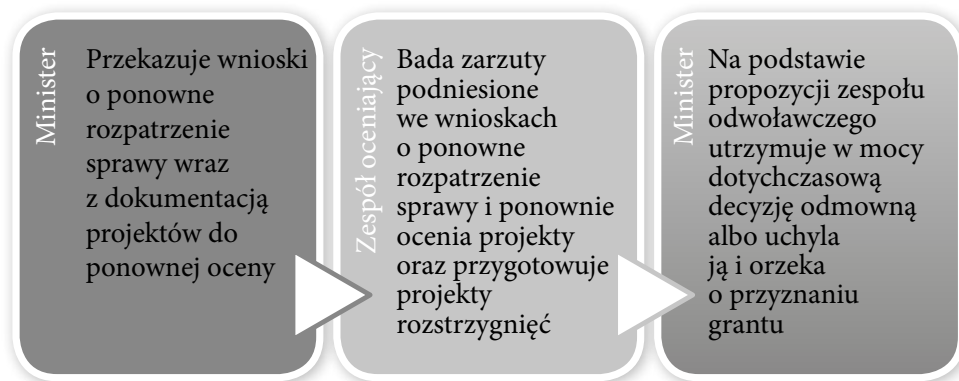 Minister
Przekazuje wnioski
o ponowne
rozpatrzenie
sprawy wraz
z dokumentacją
projektów do
ponownej oceny
Zespół oceniający
Bada zarzuty
podniesione
we wnioskach
o ponowne
rozpatrzenie
sprawy i ponownie
ocenia projekty
oraz przygotowuje
projekty
rozstrzygnięć
Minister
Na podstawie
propozycji zespołu
odwoławczego
utrzymuje w mocy
dotychczasową
decyzję odmowną
albo uchyla
ją i orzeka
o przyznaniu
grantu